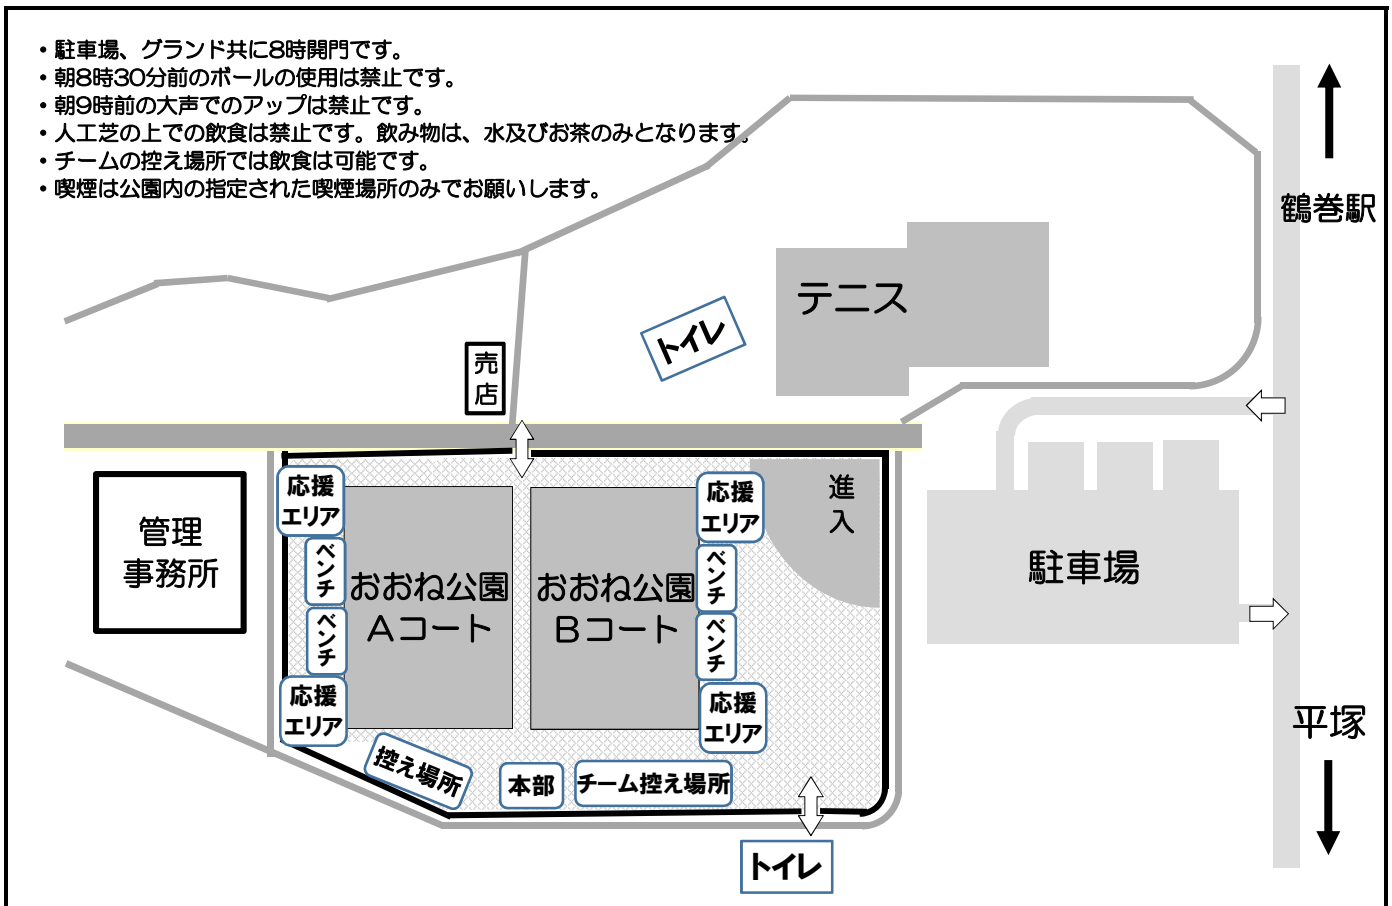 ・駐車場、グランド共に8時開門です。
・朝8時30分前のボールの使用は禁止です。
・朝9時前の大声でのアップは禁止です。
・人工芝の上での飲食は禁止です。飲み物は、水及びお茶のみとなります。
・チームの控え場所では飲食は可能です。
・喫煙は公園内の指定された喫煙場所のみでお願いします。
鶴巻駅
テニス
トイレ
売店
応援
エリア
応援
エリア
進入
管理
事務所
ベンチ
ベンチ
おおね公園
Aコート
おおね公園
Bコート
駐車場
ベンチ
ベンチ
応援
エリア
応援
エリア
平塚
控え場所
本部
チーム控え場所
トイレ